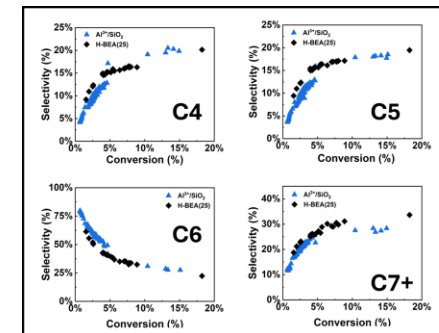 25%
20%
15%
10%
5%
0%
Selectivity (%)
Al³⁺/SiO₂
H-BEA(25)
C4
0% 5% 10% 15% 20%
Conversion (%)
25%
20%
15%
10%
5%
0%
Selectivity (%)
Al³⁺/SiO₂
H-BEA(25)
C5
0% 5% 10% 15% 20%
Conversion (%)
100%
75%
50%
25%
0%
Selectivity (%)
Al³⁺/SiO₂
H-BEA(25)
C6
0% 5% 10% 15% 20%
Conversion (%)
40%
30%
20%
10%
0%
Selectivity (%)
Al³⁺/SiO₂
H-BEA(25)
C7+
0% 5% 10% 15% 20%
Conversion (%)